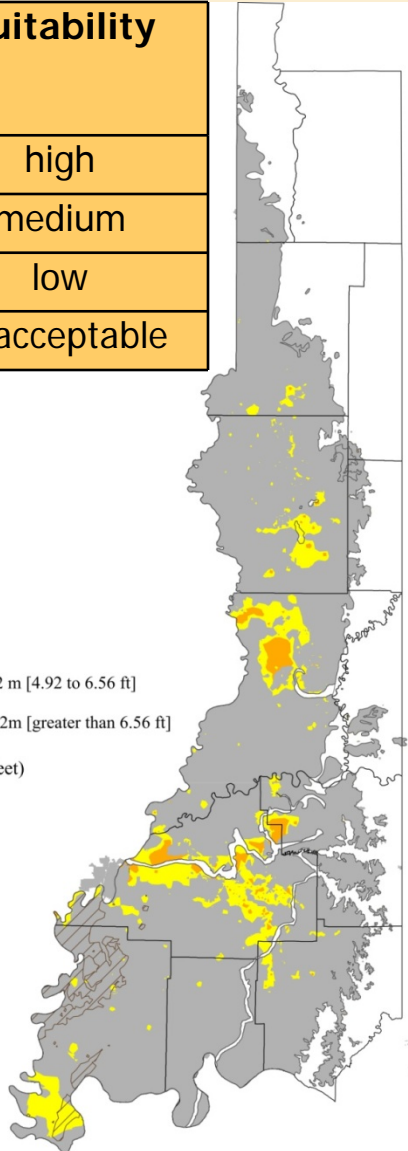 uitability
high
medium
low
acceptable
2 m [4.92 to 6.56 ft]
2m [greater than 6.56 ft]
eet)